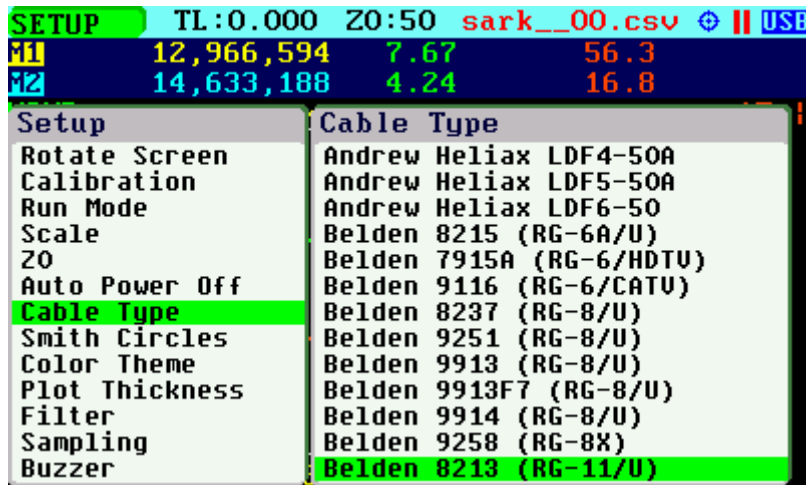 SETUP TL:0.000 Z0:50 sark__00.csv USB
M1 12,966,594 7.67 56.3
M2 14,633,188 4.24 16.8
Setup
Rotate Screen
Calibration
Run Mode
Scale
Z0
Auto Power Off
Cable Type
Smith Circles
Color Theme
Plot Thickness
Filter
Sampling
Buzzer
Cable Type
Andrew Heliax LDF4-50A
Andrew Heliax LDF5-50A
Andrew Heliax LDF6-50
Belden 8215 (RG-6A/U)
Belden 7915A (RG-6/HDTV)
Belden 9116 (RG-6/CATV)
Belden 8237 (RG-8/U)
Belden 9251 (RG-8/U)
Belden 9913 (RG-8/U)
Belden 9913F7 (RG-8/U)
Belden 9914 (RG-8/U)
Belden 9258 (RG-8X)
Belden 8213 (RG-11/U)